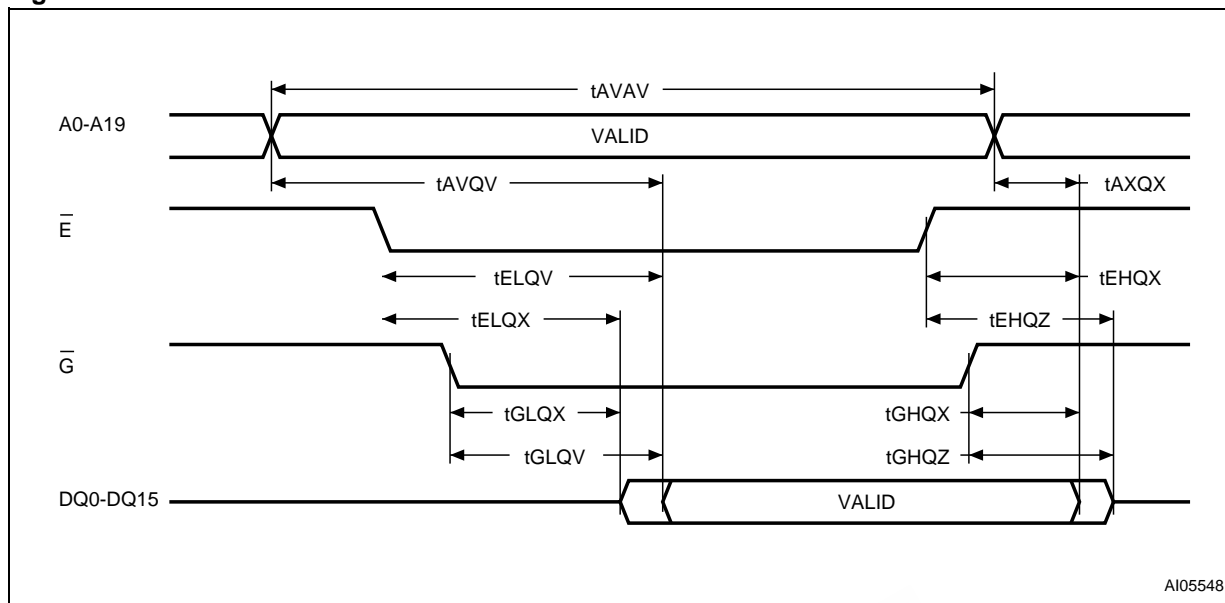 tAVAV
A0-A19
VALID
tAVQV
tAXQX
E̅
tELQV
tEHQX
tELQX
tEHQZ
G̅
tGLQX
tGHQX
tGLQV
tGHQZ
DQ0-DQ15
VALID
AI05548